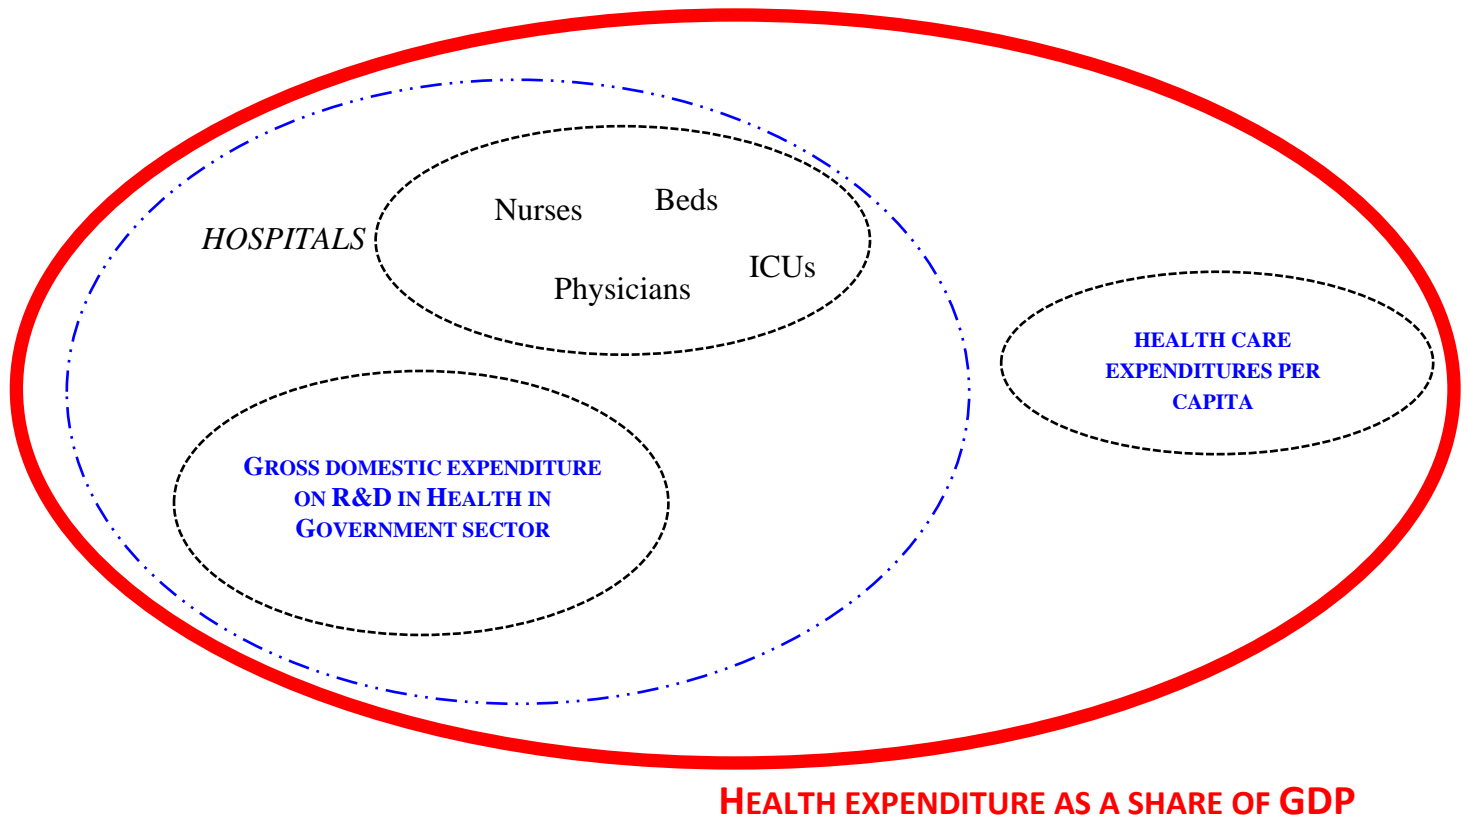 Nurses
Beds
HOSPITALS
ICUs
Physicians
HEALTH CARE
EXPENDITURES PER
CAPITA
GROSS DOMESTIC EXPENDITURE
ON R&D IN HEALTH IN
GOVERNMENT SECTOR
HEALTH EXPENDITURE AS A SHARE OF GDP